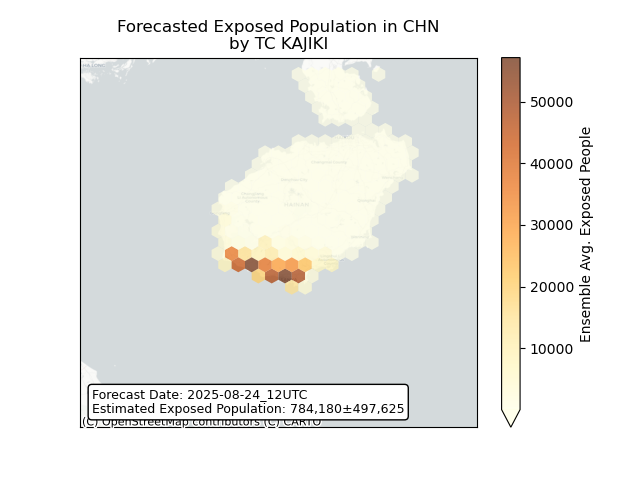 Forecasted Exposed Population in CHN
by TC KAJIKI
50000
40000
30000
20000
10000
Ensemble Avg. Exposed People
Forecast Date: 2025-08-24_12UTC
Estimated Exposed Population: 784,180±497,625
(C) OpenStreetMap contributors (C) CARTO